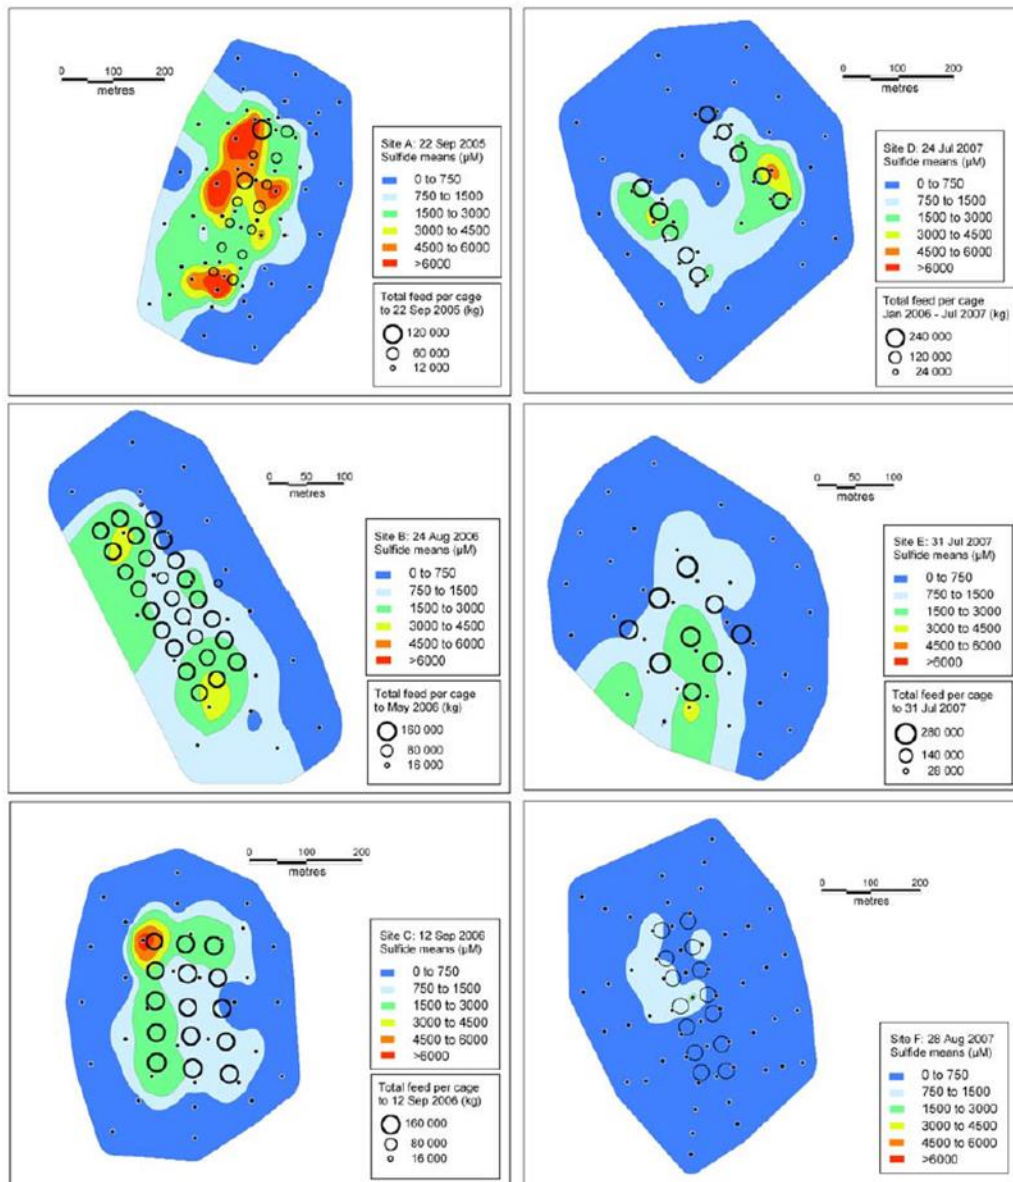 0 100 200
metres
Site A: 22 Sep 2005
Sulfide means (µM)
0 to 750
750 to 1500
1500 to 3000
3000 to 4500
4500 to 6000
>6000
Total feed per cage
to 22 Sep 2005 (kg)
120 000
60 000
12 000
0 100 200
metres
Site D: 24 Jul 2007
Sulfide means (µM)
0 to 750
750 to 1500
1500 to 3000
3000 to 4500
4500 to 6000
>6000
Total feed per cage
Jan 2006 - Jul 2007 (kg)
240 000
120 000
24 000
0 50 100
metres
Site B: 24 Aug 2006
Sulfide means (µM)
0 to 750
750 to 1500
1500 to 3000
3000 to 4500
4500 to 6000
>6000
Total feed per cage
to May 2006 (kg)
160 000
80 000
16 000
0 50 100
metres
Site E: 31 Jul 2007
Sulfide means (µM)
0 to 750
750 to 1500
1500 to 3000
3000 to 4500
4500 to 6000
>6000
Total feed per cage
to 31 Jul 2007
280 000
140 000
28 000
0 100 200
metres
Site C: 12 Sep 2006
Sulfide means (µM)
0 to 750
750 to 1500
1500 to 3000
3000 to 4500
4500 to 6000
>6000
Total feed per cage
to 12 Sep 2006 (kg)
160 000
80 000
16 000
0 100 200
metres
Site F: 28 Aug 2007
Sulfide means (µM)
0 to 750
750 to 1500
1500 to 3000
3000 to 4500
4500 to 6000
>6000